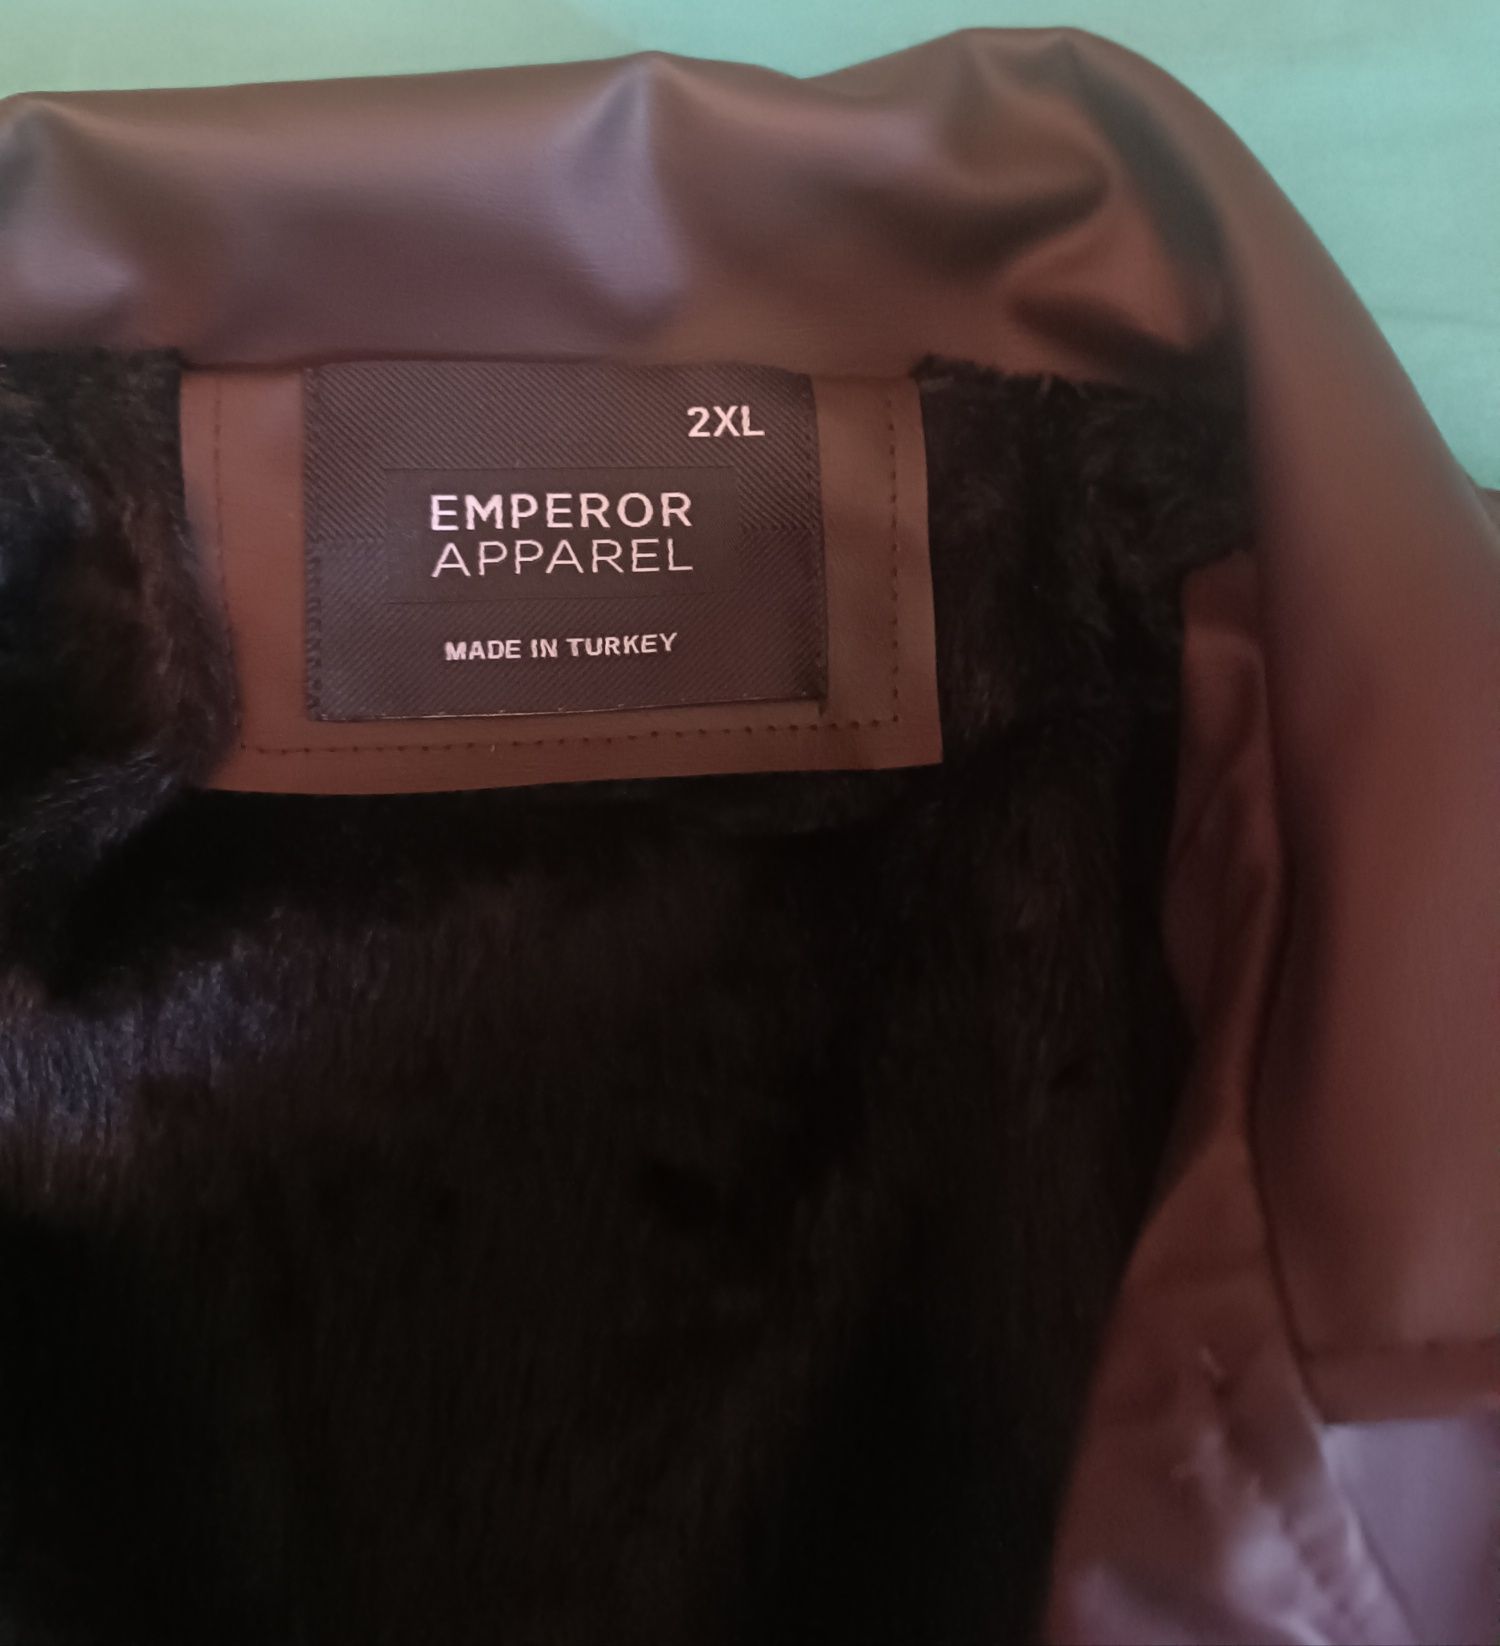 2XL
EMPEROR
APPAREL
MADE IN TURKEY